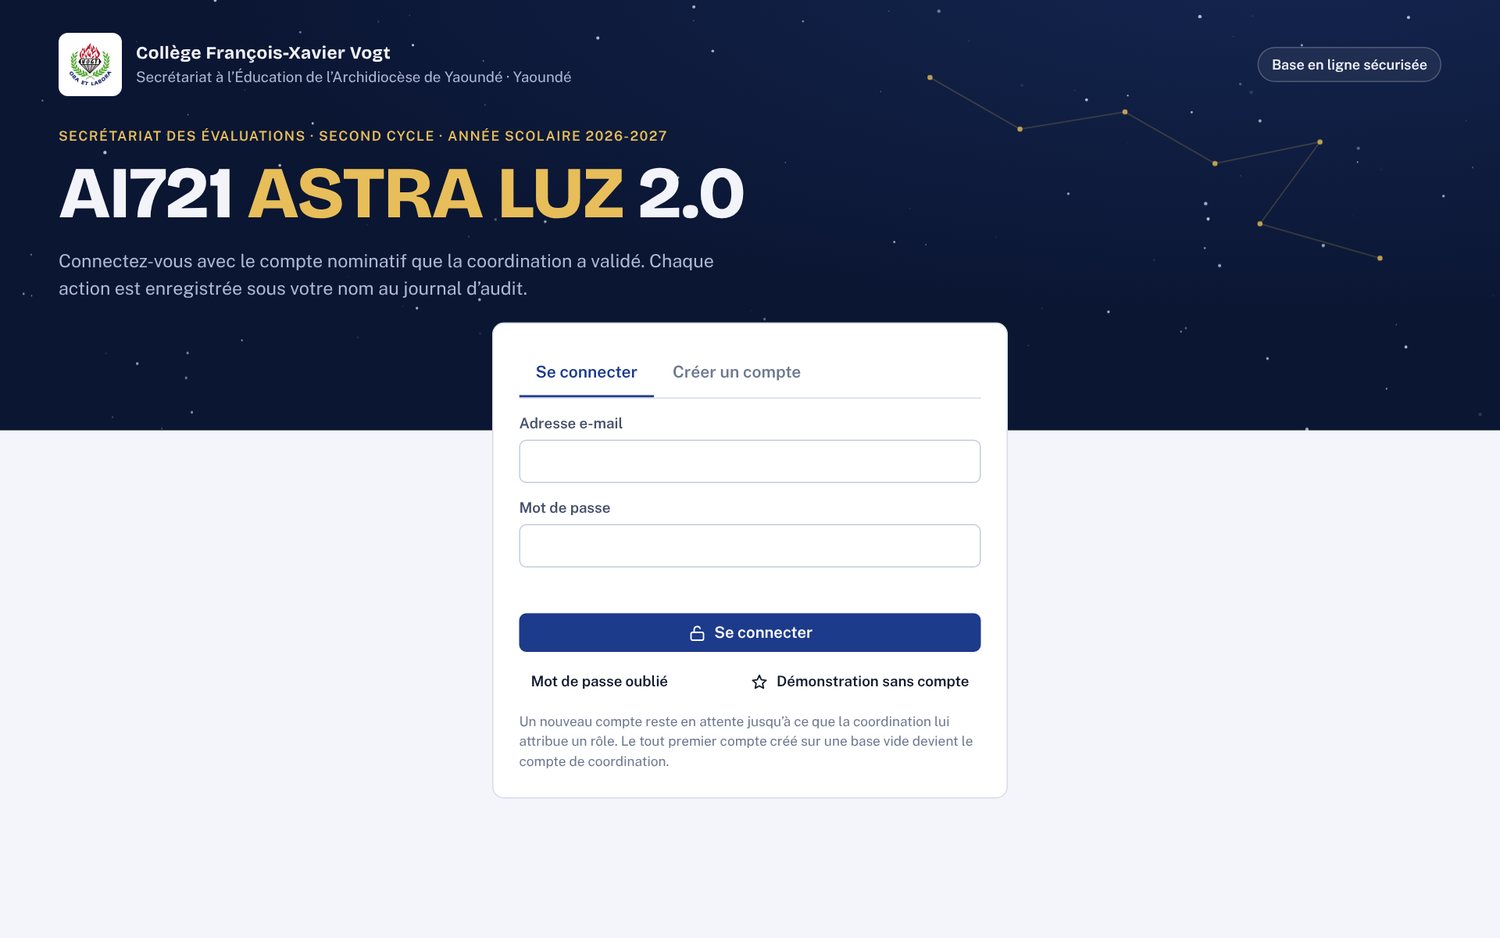 Collège François-Xavier Vogt
Secrétariat à l’Éducation de l’Archidiocèse de Yaoundé · Yaoundé
VOGT
ORA ET LABORA
Base en ligne sécurisée
SECRÉTARIAT DES ÉVALUATIONS · SECOND CYCLE · ANNÉE SCOLAIRE 2026-2027
AI721 ASTRA LUZ 2.0
Connectez-vous avec le compte nominatif que la coordination a validé. Chaque
action est enregistrée sous votre nom au journal d’audit.
Se connecter
Créer un compte
Adresse e-mail
Mot de passe
Se connecter
Mot de passe oublié
Démonstration sans compte
Un nouveau compte reste en attente jusqu’à ce que la coordination lui
attribue un rôle. Le tout premier compte créé sur une base vide devient le
compte de coordination.